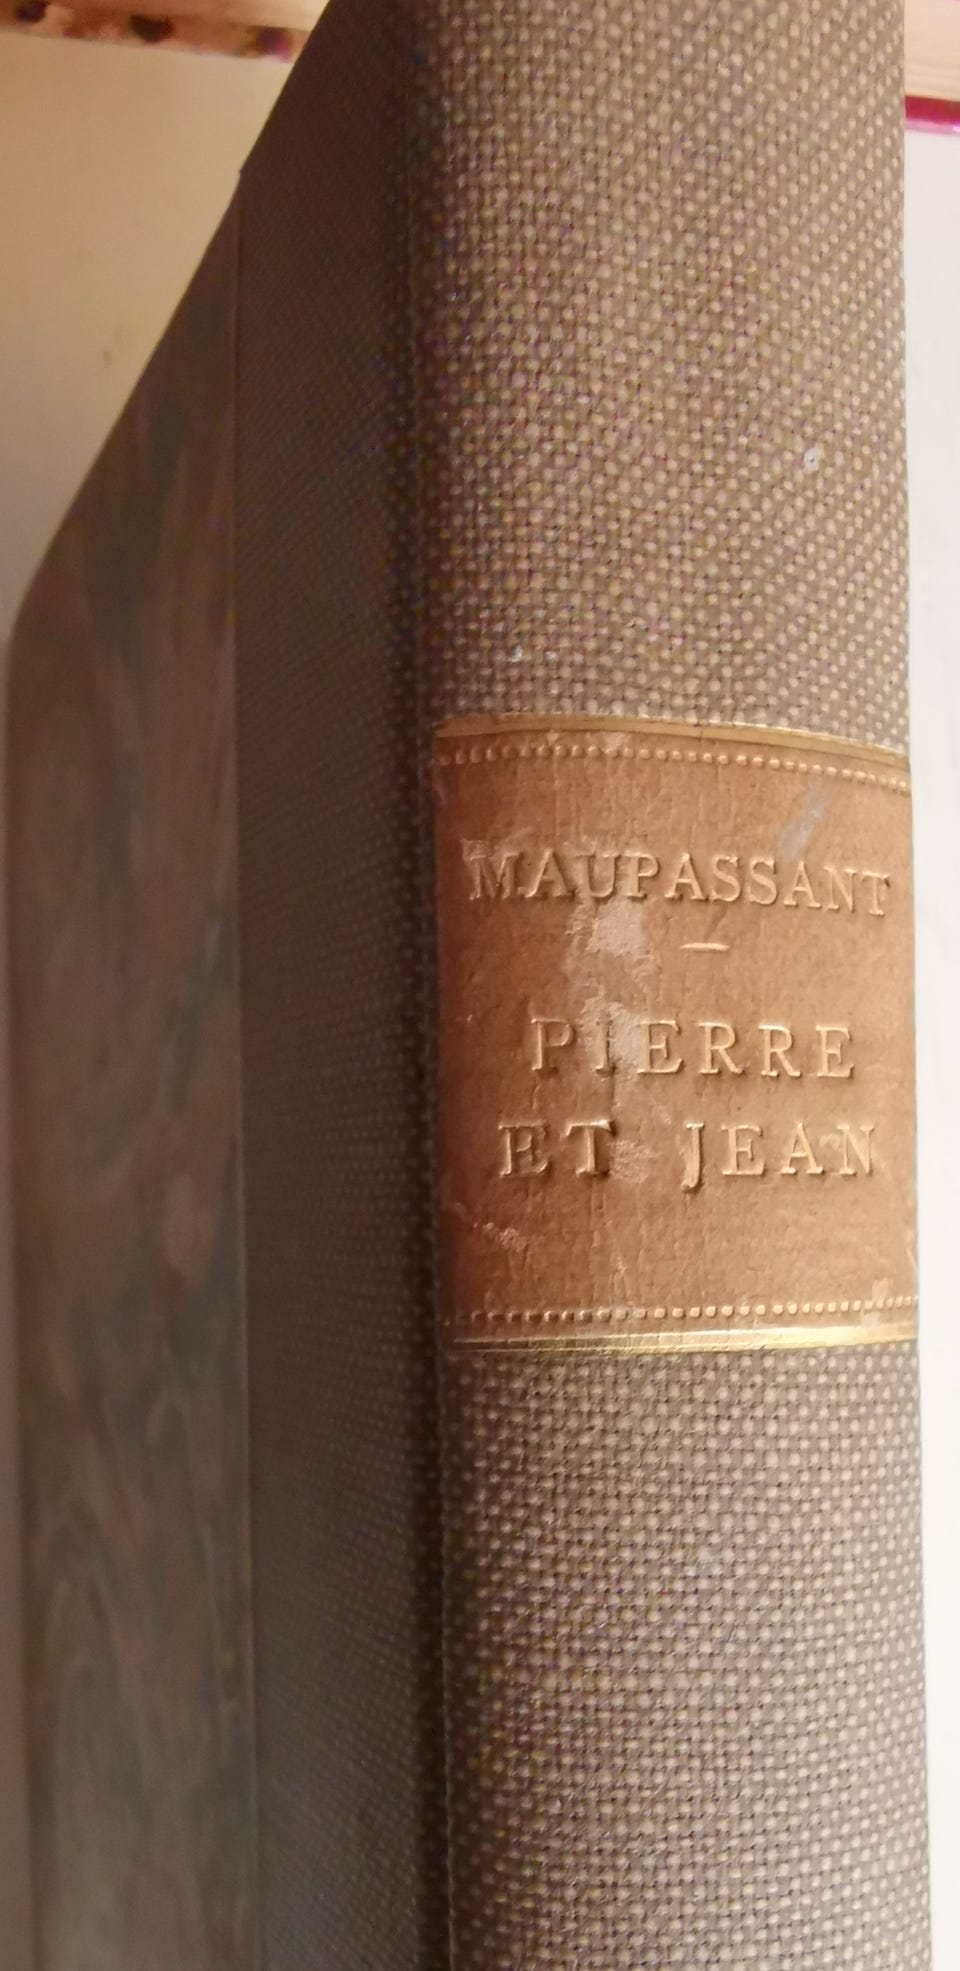 MAUPASSANT
—
PIERRE
ET JEAN